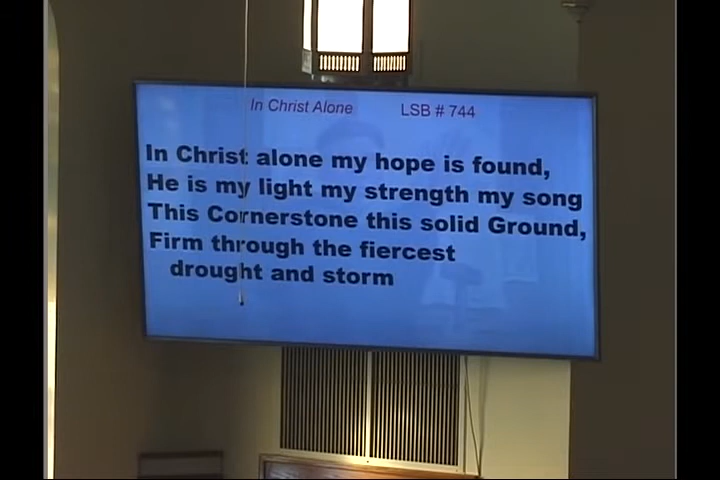 In Christ Alone LSB # 744
In Christ alone my hope is found,
He is my light my strength my song
This Cornerstone this solid Ground,
Firm through the fiercest
drought and storm